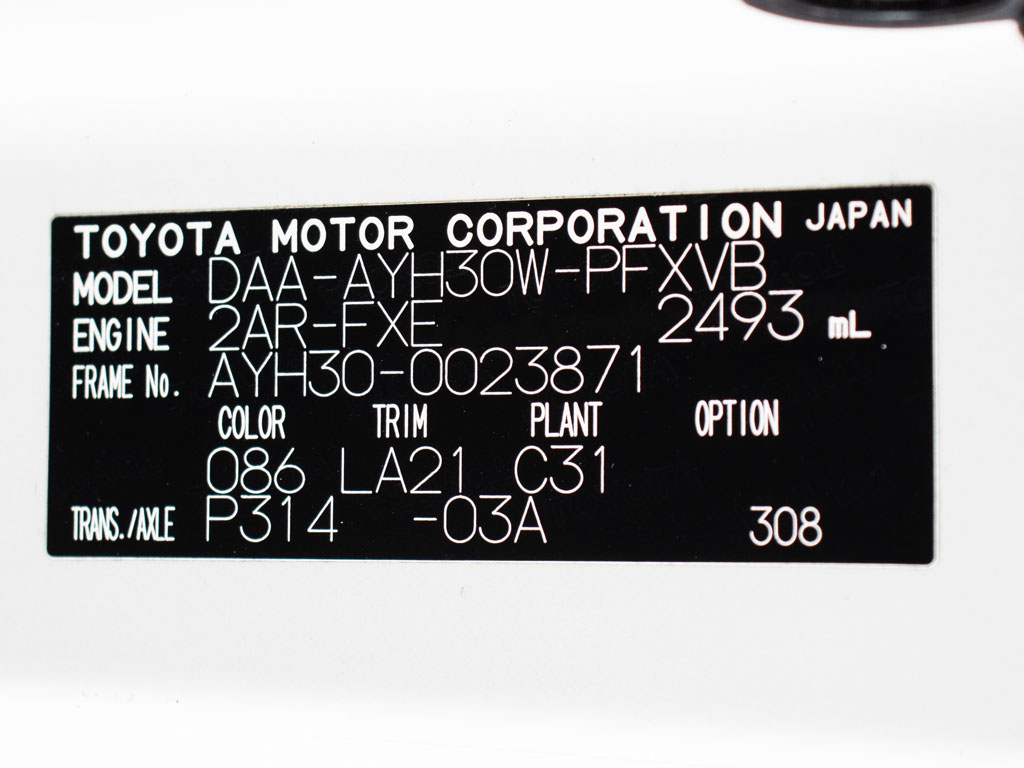 TOYOTA MOTOR CORPORATION JAPAN
MODEL DAA-AYH30W-PFXVB
ENGINE 2AR-FXE 2493 mL
FRAME No. AYH30-0023871
COLOR TRIM PLANT OPTION
086 LA21 C31
TRANS./AXLE P314 -03A 308